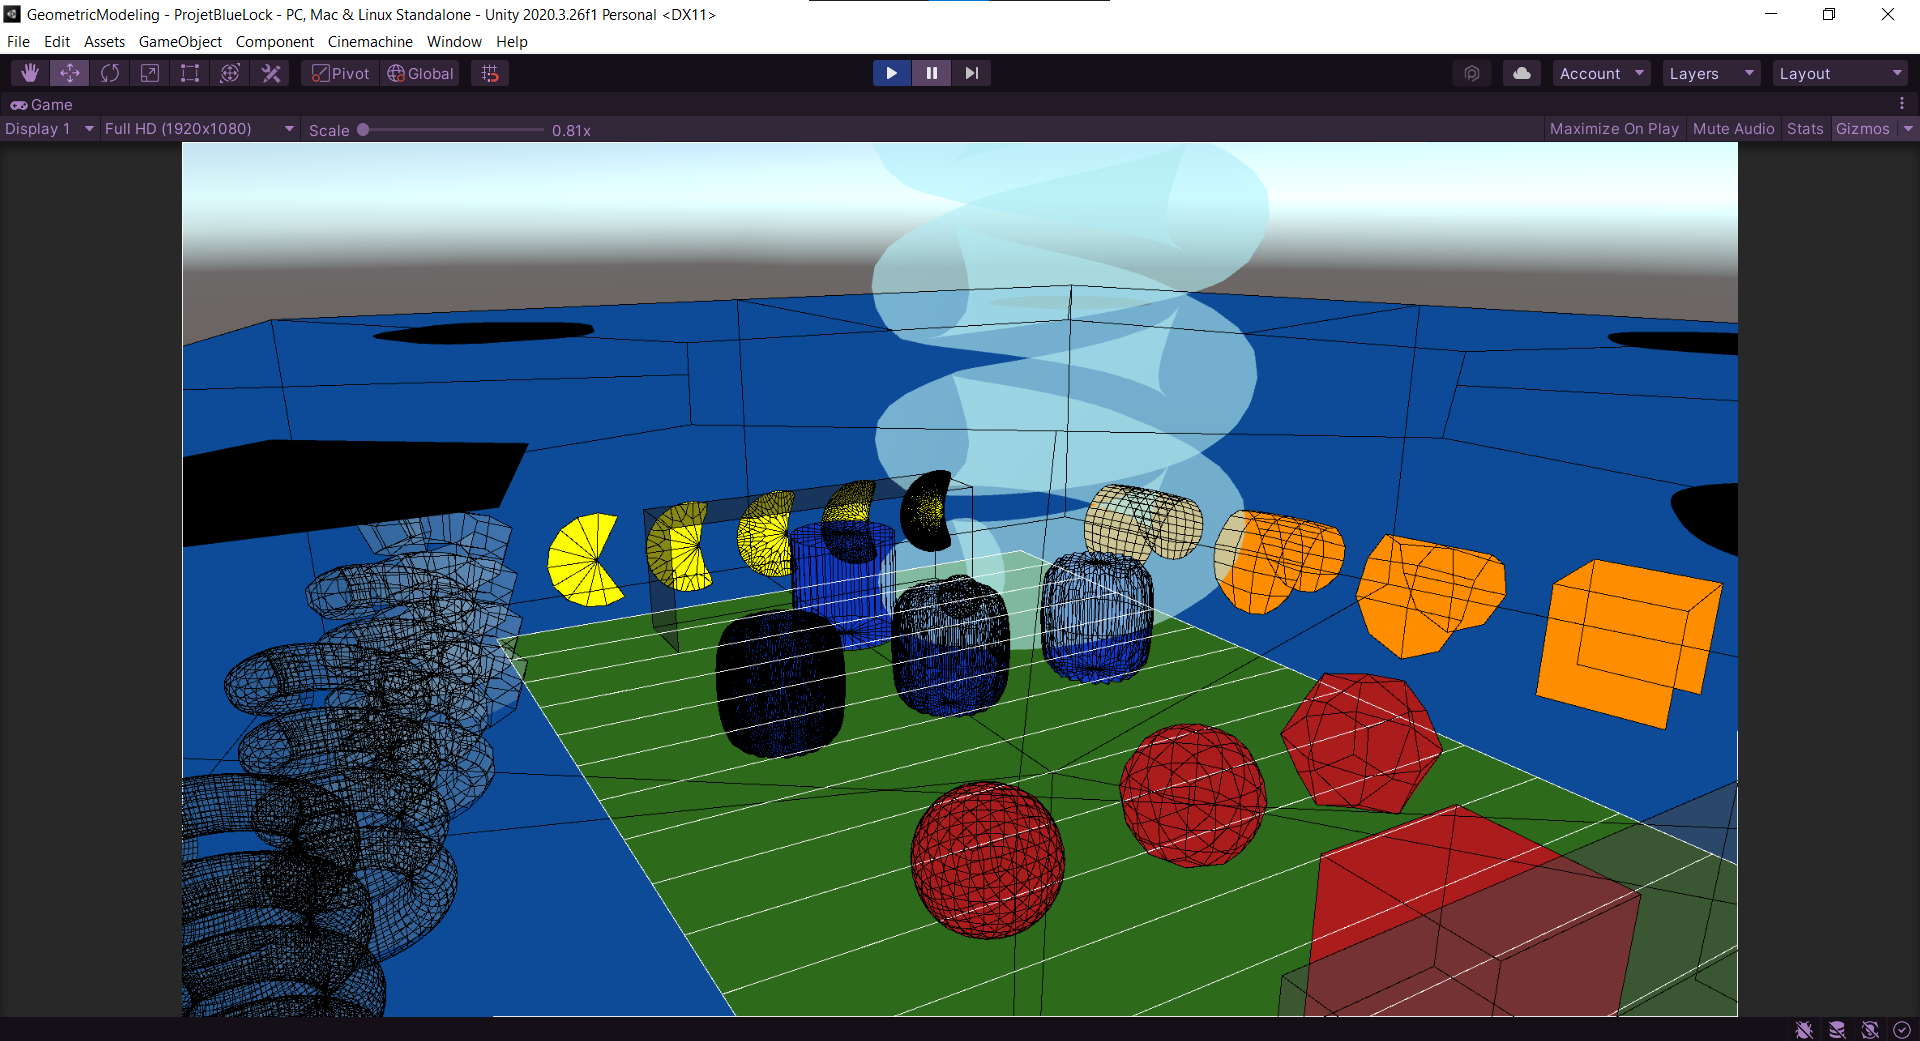 GeometricModeling - ProjetBlueLock - PC, Mac & Linux Standalone - Unity 2020.3.26f1 Personal <DX11>
File Edit Assets GameObject Component Cinemachine Window Help
Pivot Global Account Layers Layout
Game
Display 1 Full HD (1920x1080) Scale 0.81x Maximize On Play Mute Audio Stats Gizmos